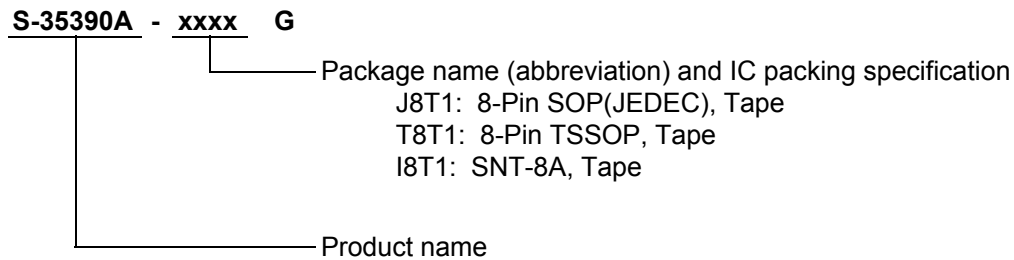 S-35390A - xxxx G
Package name (abbreviation) and IC packing specification
J8T1: 8-Pin SOP(JEDEC), Tape
T8T1: 8-Pin TSSOP, Tape
I8T1: SNT-8A, Tape
Product name